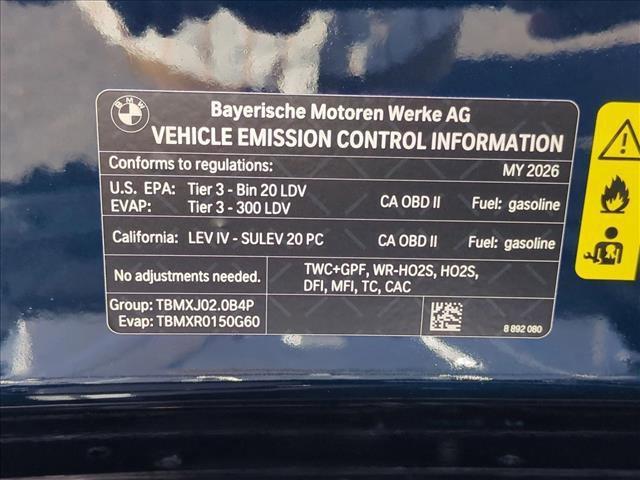 BMW
Bayerische Motoren Werke AG
VEHICLE EMISSION CONTROL INFORMATION
Conforms to regulations: MY 2026
U.S. EPA: Tier 3 - Bin 20 LDV
EVAP: Tier 3 - 300 LDV CA OBD II Fuel: gasoline
California: LEV IV - SULEV 20 PC CA OBD II Fuel: gasoline
No adjustments needed. TWC+GPF, WR-HO2S, HO2S,
DFI, MFI, TC, CAC
Group: TBMXJ02.0B4P
Evap: TBMXR0150G60 8 892 080